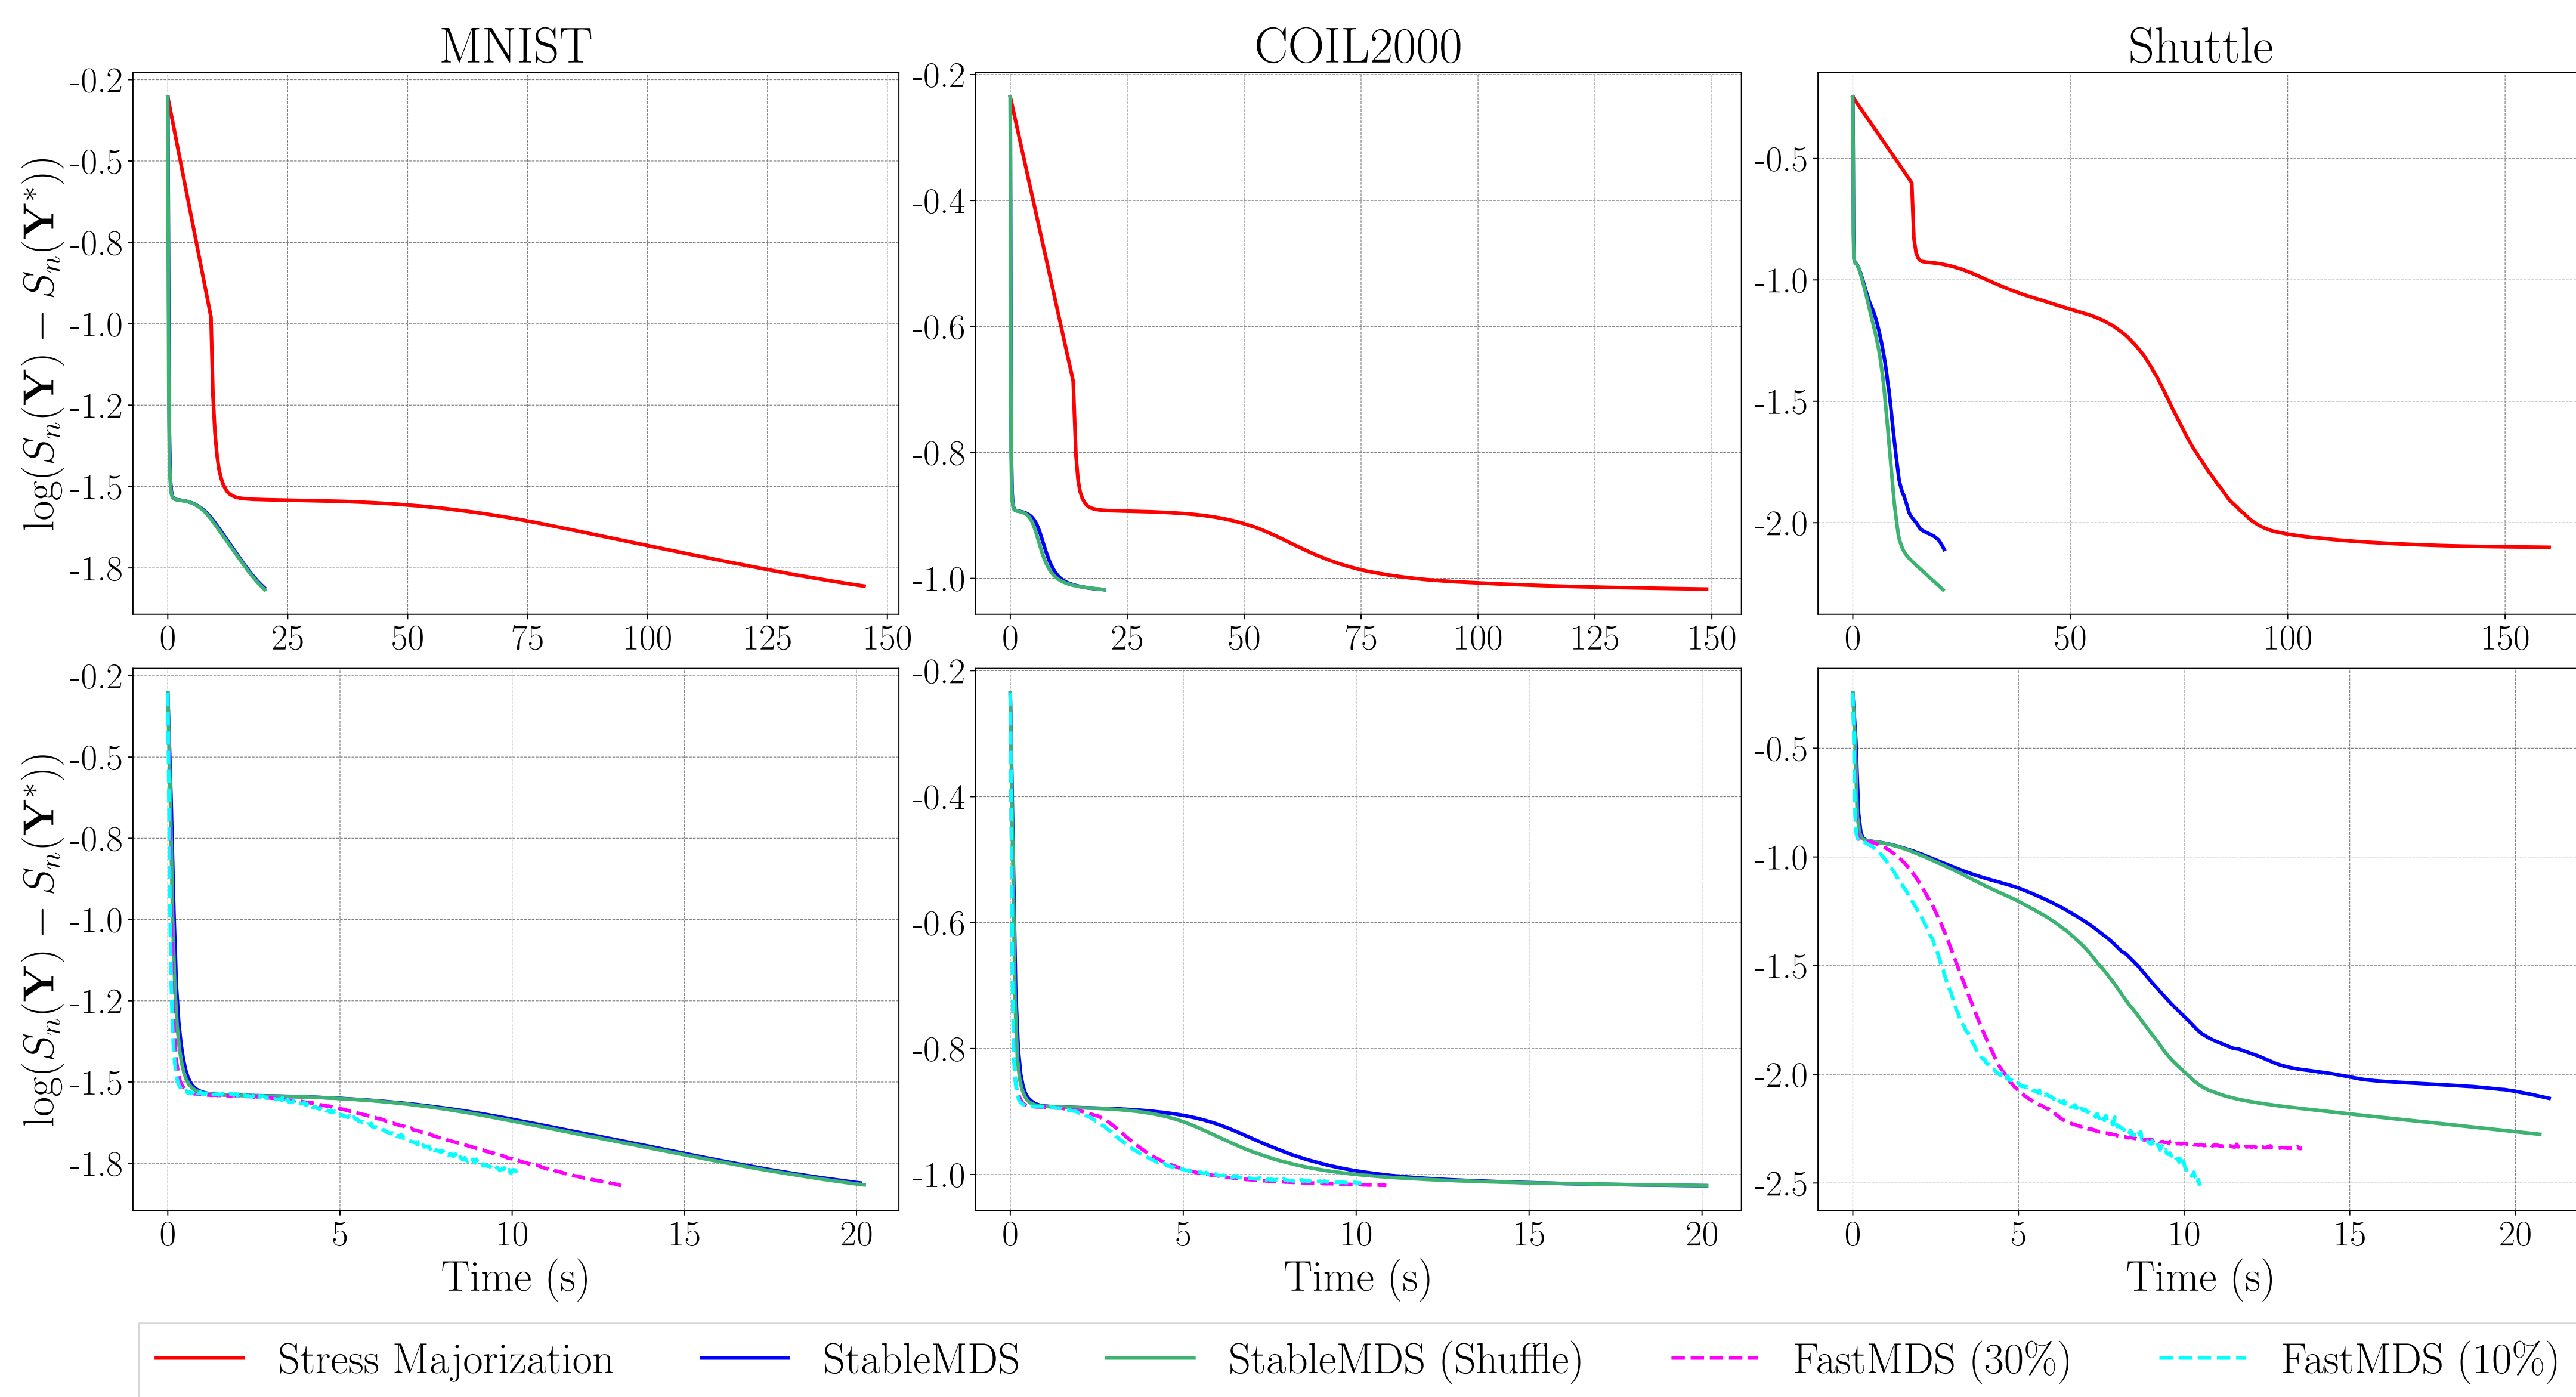 MNIST COIL2000 Shuttle
log(Sₙ(𝐘) − Sₙ(𝐘*))
-0.2
-0.5
-0.8
-1.0
-1.2
-1.5
-1.8
0 25 50 75 100 125 150
-0.2
-0.4
-0.6
-0.8
-1.0
0 25 50 75 100 125 150
-0.5
-1.0
-1.5
-2.0
0 50 100 150
log(Sₙ(𝐘) − Sₙ(𝐘*))
-0.2
-0.5
-0.8
-1.0
-1.2
-1.5
-1.8
0 5 10 15 20
Time (s)
-0.2
-0.4
-0.6
-0.8
-1.0
0 5 10 15 20
Time (s)
-0.5
-1.0
-1.5
-2.0
-2.5
0 5 10 15 20
Time (s)
Stress Majorization StableMDS StableMDS (Shuffle) FastMDS (30%) FastMDS (10%)